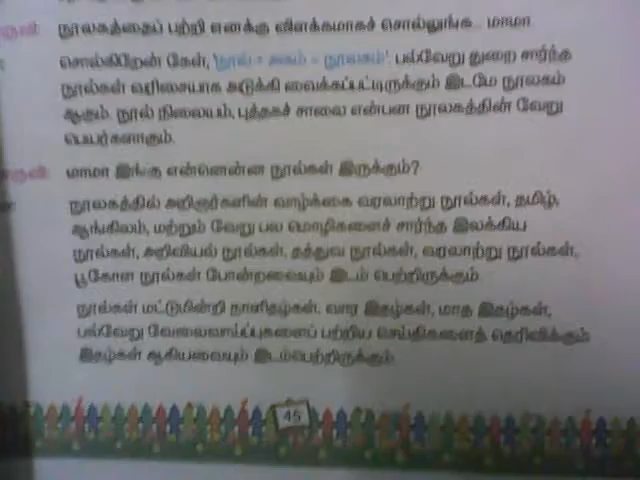 நூலகத்தைப் பற்றி எனக்கு விளக்கமாகச் சொல்லுங்க... மாமா
சொல்கிறேன் கேள், 'நூல் + அகம் = நூலகம்'. பல்வேறு துறை சார்ந்த
நூல்கள் வரிசையாக அடுக்கி வைக்கப்பட்டிருக்கும் இடமே நூலகம்
ஆகும். நூல் நிலையம், புத்தகச் சாலை என்பன நூலகத்தின் வேறு
பெயர்களாகும்.
மாமா இங்கு என்னென்ன நூல்கள் இருக்கும்?
நூலகத்தில் அறிஞர்களின் வாழ்க்கை வரலாற்று நூல்கள், தமிழ்,
ஆங்கிலம், மற்றும் வேறு பல மொழிகளைச் சார்ந்த இலக்கிய
நூல்கள், அறிவியல் நூல்கள், தத்துவ நூல்கள், வரலாற்று நூல்கள்,
பூகோள நூல்கள் போன்றவையும் இடம் பெற்றிருக்கும்
நூல்கள் மட்டுமின்றி நாளிதழ்கள், வார இதழ்கள், மாத இதழ்கள்,
பல்வேறு வேலைவாய்ப்புகளைப் பற்றிய செய்திகளைத் தெரிவிக்கும்
இதழ்கள் ஆகியவையும் இடம்பெற்றிருக்கும்.
45